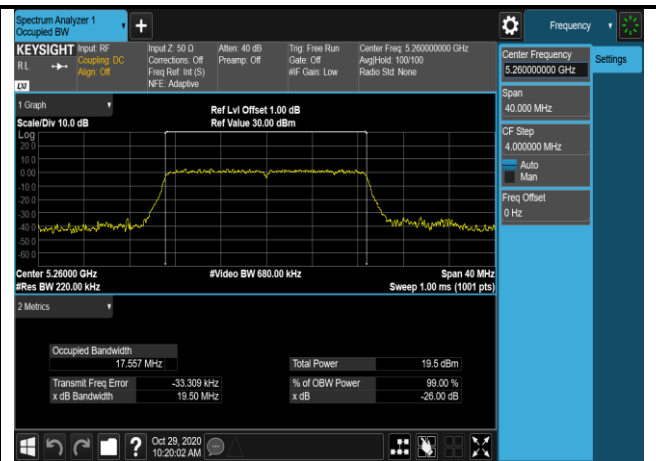 Spectrum Analyzer 1
Occupied BW
Frequency
KEYSIGHT
RL
LXI
Input: RF
Coupling: DC
Align: Off
Input Z: 50 Ω
Corrections: Off
Freq Ref: Int (S)
NFE: Adaptive
Atten: 40 dB
Preamp: Off
Trig: Free Run
Gate: Off
#IF Gain: Low
Center Freq: 5.260000000 GHz
Avg|Hold: 100/100
Radio Std: None
Center Frequency
5.260000000 GHz
Settings
Span
40.000 MHz
CF Step
4.000000 MHz
Auto
Man
Freq Offset
0 Hz
1 Graph
Scale/Div 10.0 dB
Ref Lvl Offset 1.00 dB
Ref Value 30.00 dBm
Log
20.0
10.0
0.00
-10.0
-20.0
-30.0
-40.0
-50.0
-60.0
Center 5.26000 GHz
#Video BW 680.00 kHz
Span 40 MHz
#Res BW 220.00 kHz
Sweep 1.00 ms (1001 pts)
2 Metrics
Occupied Bandwidth
17.557 MHz
Total Power 19.5 dBm
Transmit Freq Error -33.309 kHz
% of OBW Power 99.00 %
x dB Bandwidth 19.50 MHz
x dB -26.00 dB
?
Oct 29, 2020
10:20:02 AM